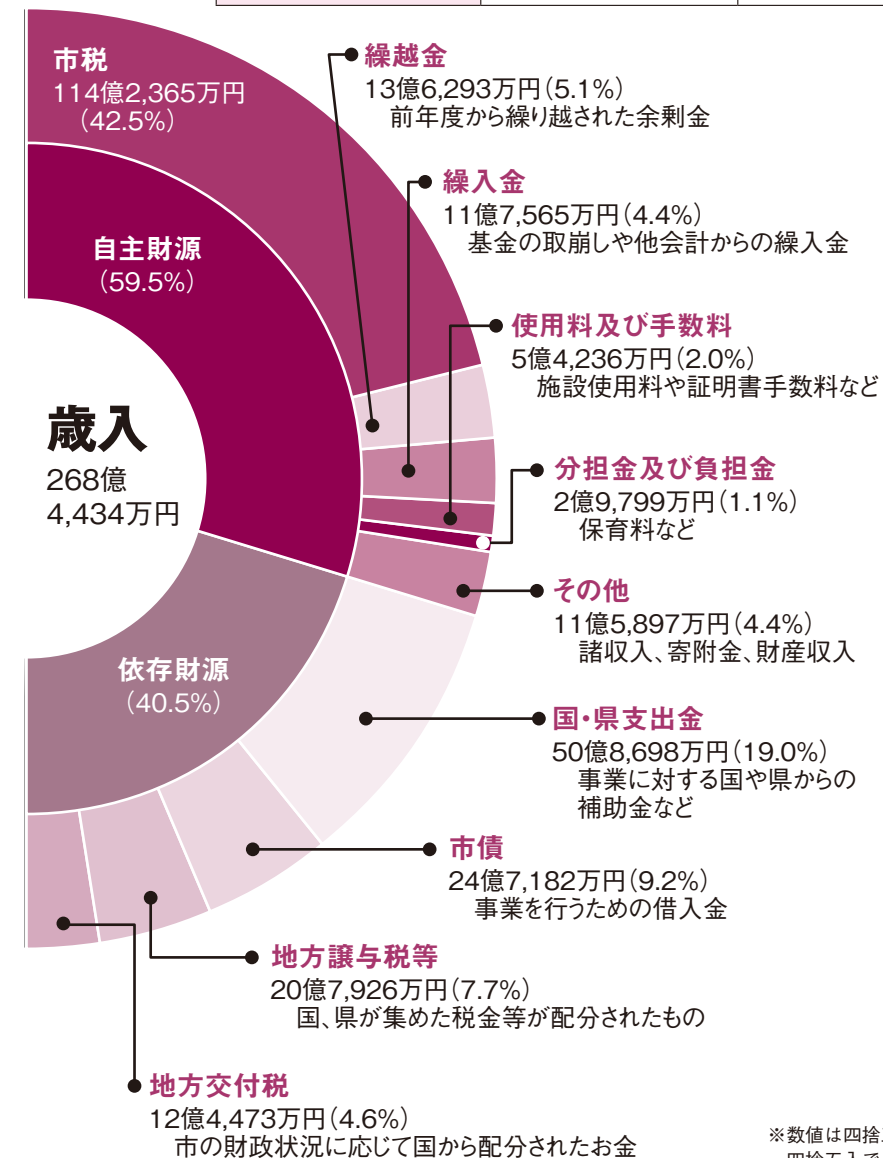 市税
114億2,365万円
(42.5%)
自主財源
(59.5%)
歳入
268億
4,434万円
依存財源
(40.5%)
繰越金
13億6,293万円(5.1%)
前年度から繰り越された余剰金
繰入金
11億7,565万円(4.4%)
基金の取崩しや他会計からの繰入金
使用料及び手数料
5億4,236万円(2.0%)
施設使用料や証明書手数料など
分担金及び負担金
2億9,799万円(1.1%)
保育料など
その他
11億5,897万円(4.4%)
諸収入、寄附金、財産収入
国・県支出金
50億8,698万円(19.0%)
事業に対する国や県からの
補助金など
市債
24億7,182万円(9.2%)
事業を行うための借入金
地方譲与税等
20億7,926万円(7.7%)
国、県が集めた税金等が配分されたもの
地方交付税
12億4,473万円(4.6%)
市の財政状況に応じて国から配分されたお金
※数値は四捨